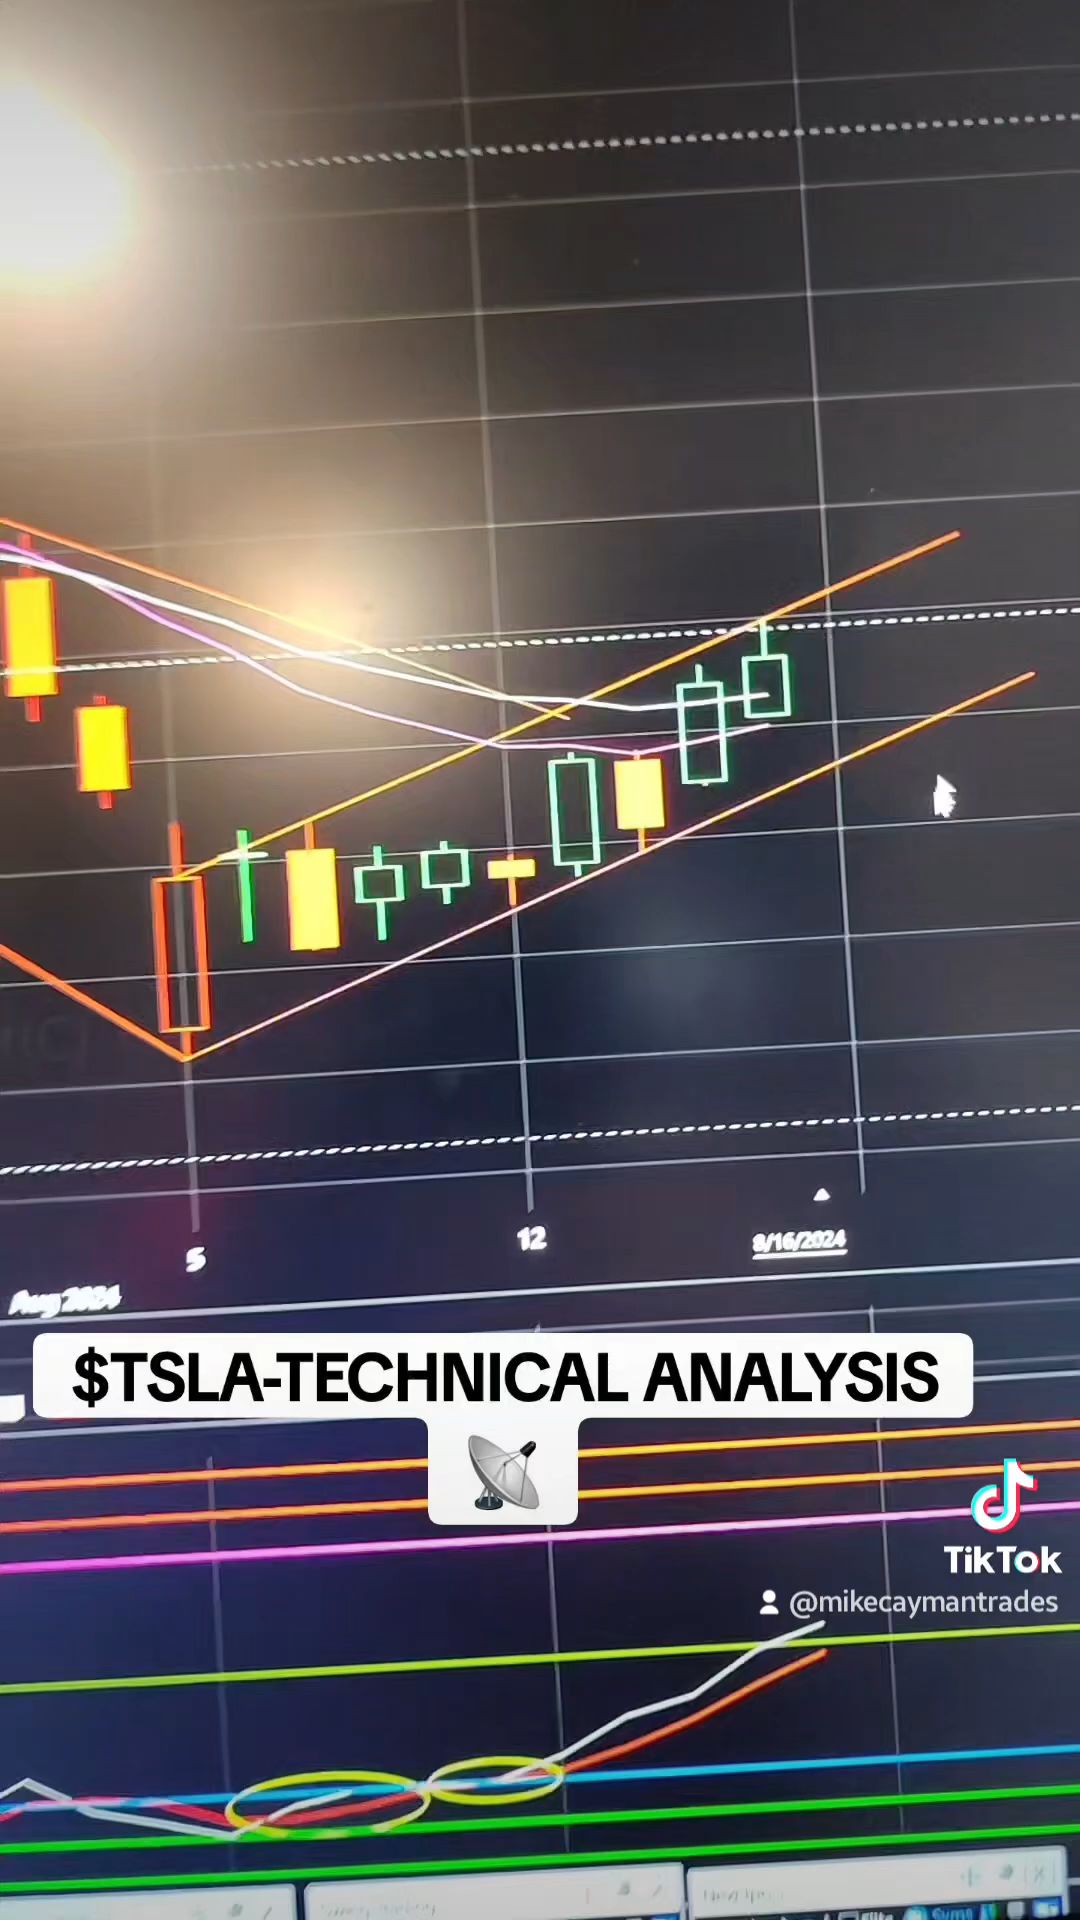 5
12
8/16/2024
Aug 2024
$TSLA-TECHNICAL ANALYSIS
TikTok
@mikecaymantrades